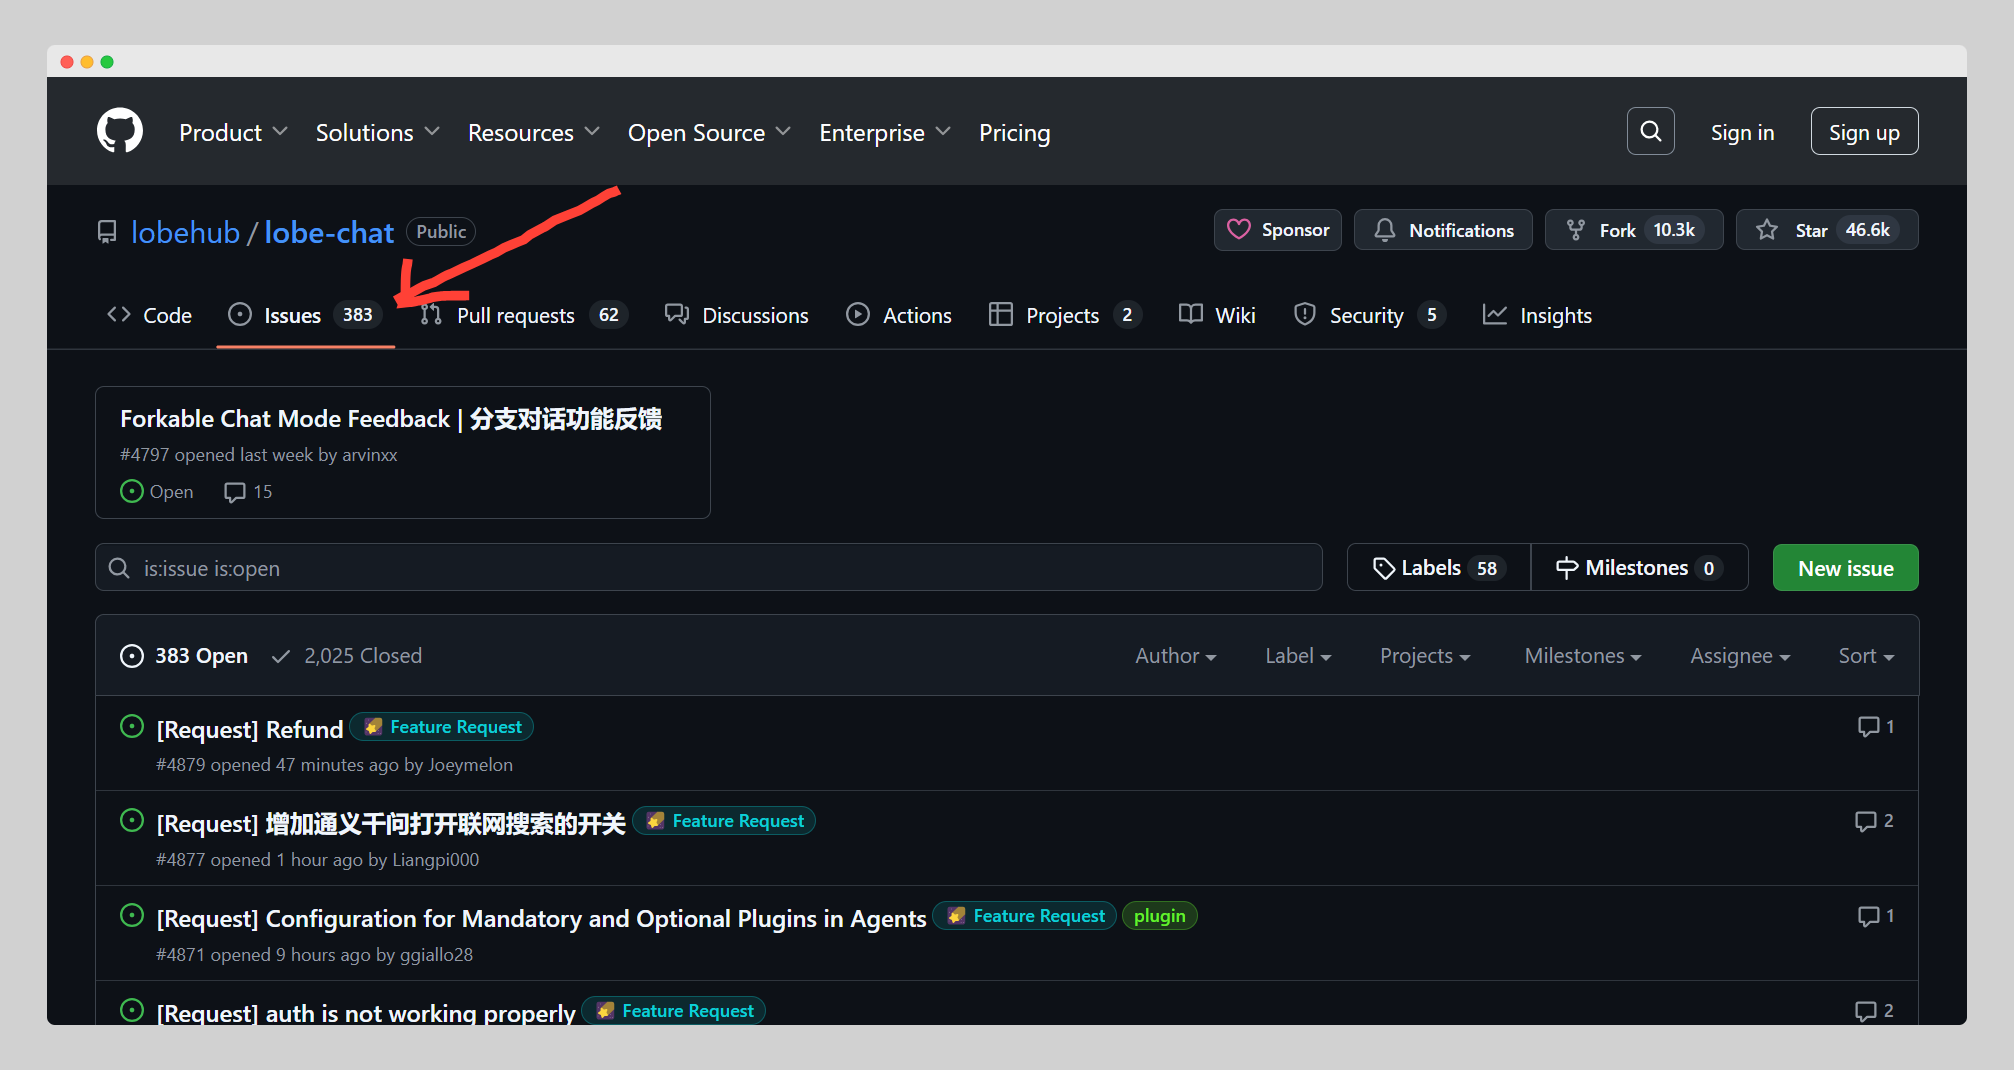 Product Solutions Resources Open Source Enterprise Pricing Sign in Sign up
lobehub / lobe-chat Public Sponsor Notifications Fork 10.3k Star 46.6k
Code Issues 383 Pull requests 62 Discussions Actions Projects 2 Wiki Security 5 Insights
Forkable Chat Mode Feedback | 分支对话功能反馈
#4797 opened last week by arvinxx
Open 15
is:issue is:open Labels 58 Milestones 0 New issue
383 Open 2,025 Closed Author Label Projects Milestones Assignee Sort
[Request] Refund Feature Request 1
#4879 opened 47 minutes ago by Joeymelon
[Request] 增加通义千问打开联网搜索的开关 Feature Request 2
#4877 opened 1 hour ago by Liangpi000
[Request] Configuration for Mandatory and Optional Plugins in Agents Feature Request plugin 1
#4871 opened 9 hours ago by ggiallo28
[Request] auth is not working properly Feature Request 2